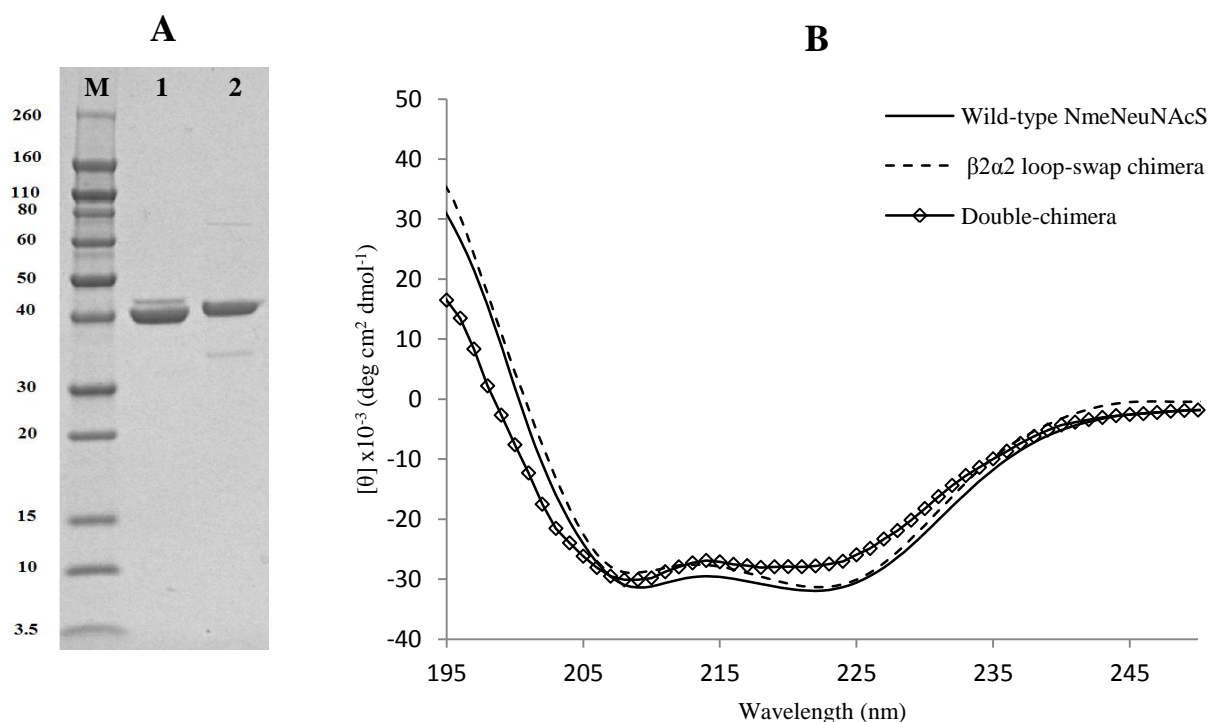 A
M 1 2
260
160
110
80
60
50
40
30
20
15
10
3.5
B
50
40
30
20
10
0
-10
-20
-30
-40
195 205 215 225 235 245
[θ] x10⁻³ (deg cm² dmol⁻¹)
Wavelength (nm)
Wild-type NmeNeuNAcS
β2α2 loop-swap chimera
Double-chimera